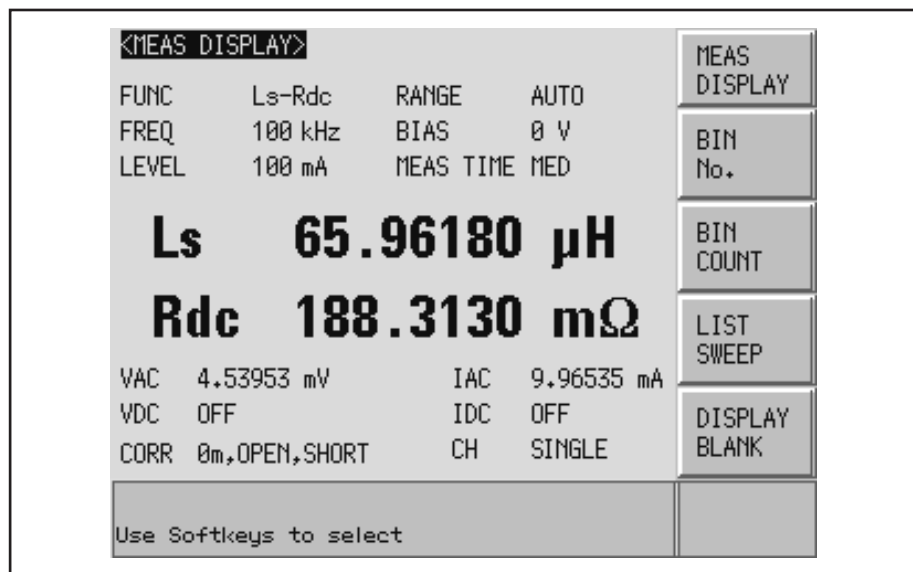 <MEAS DISPLAY>
FUNC Ls-Rdc RANGE AUTO
FREQ 100 kHz BIAS 0 V
LEVEL 100 mA MEAS TIME MED
Ls 65.96180 µH
Rdc 188.3130 mΩ
VAC 4.53953 mV IAC 9.96535 mA
VDC OFF IDC OFF
CORR 0m,OPEN,SHORT CH SINGLE
Use Softkeys to select
MEAS
DISPLAY
BIN
No.
BIN
COUNT
LIST
SWEEP
DISPLAY
BLANK